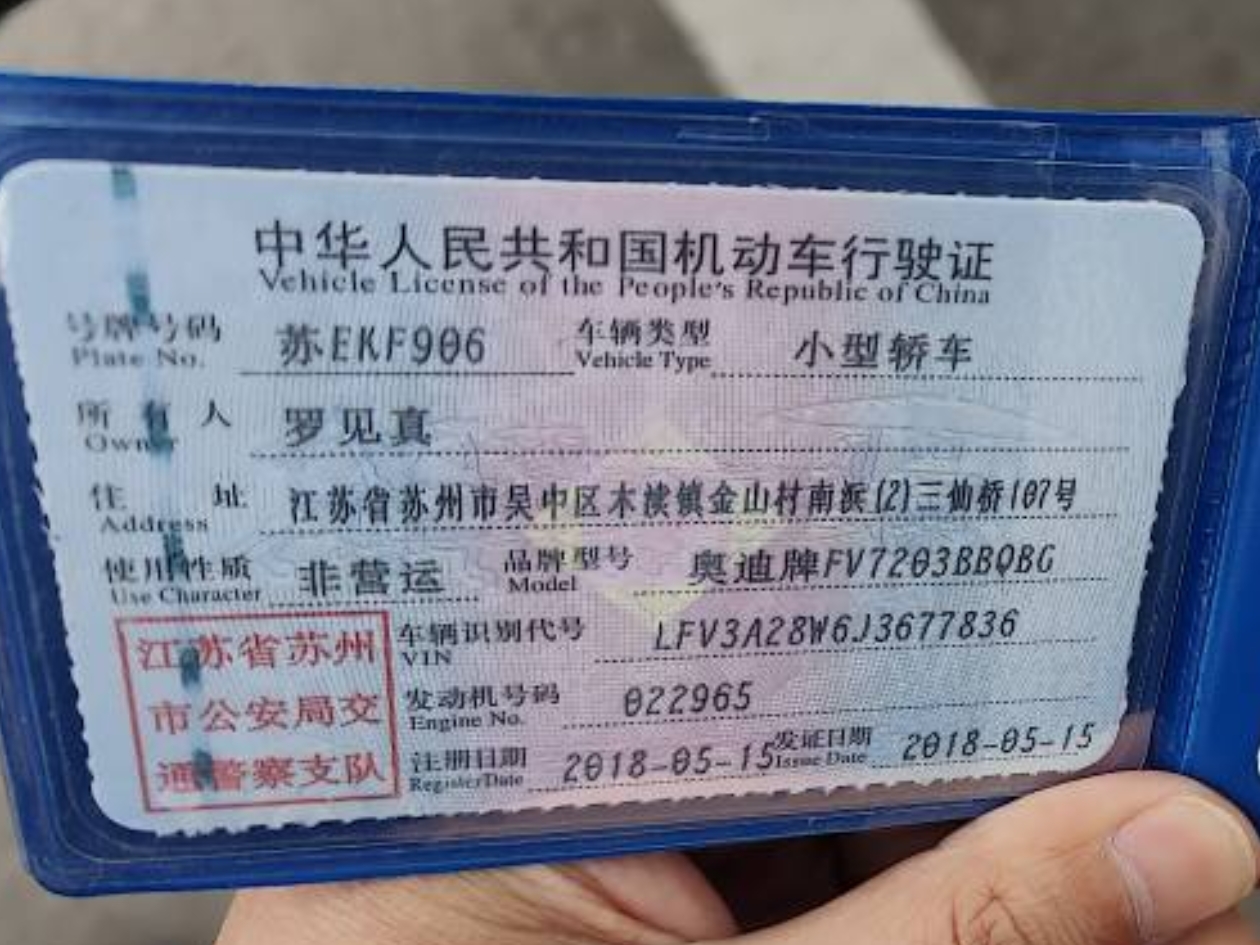 中华人民共和国机动车行驶证
Vehicle License of the People's Republic of China
号牌号码 苏EKF906 车辆类型 小型轿车
Plate No. Vehicle Type
所有人 罗见真
Owner
住址 江苏省苏州市吴中区木渎镇金山村南浜(2)三仙桥107号
Address
使用性质 非营运 品牌型号 奥迪牌FV7203BBQBG
Use Character Model
江苏省苏州
市公安局交
通警察支队
车辆识别代号 LFV3A28W6J3677836
VIN
发动机号码 022965
Engine No.
注册日期 2018-05-15 发证日期 2018-05-15
Register Date Issue Date